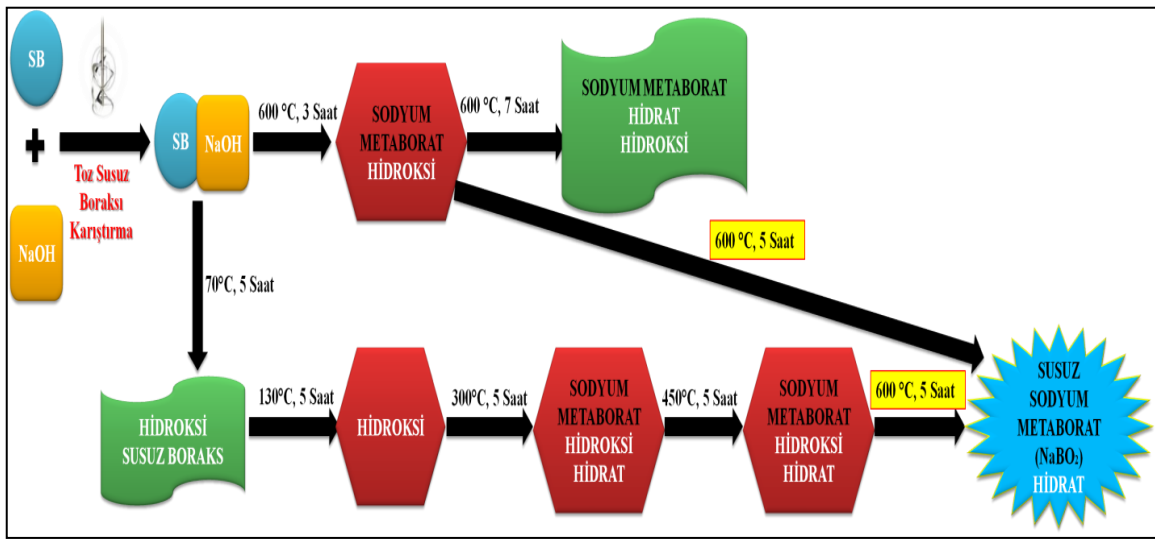 SB
NaOH
Toz Susuz
Boraksı
Karıştırma
SB
NaOH
600 °C, 3 Saat
SODYUM
METABORAT
HİDROKSİ
600 °C, 7 Saat
SODYUM METABORAT
HİDRAT
HİDROKSİ
600 °C, 5 Saat
70°C, 5 Saat
HİDROKSİ
SUSUZ BORAKS
130°C, 5 Saat
HİDROKSİ
300°C, 5 Saat
SODYUM
METABORAT
HİDROKSİ
HİDRAT
450°C, 5 Saat
SODYUM
METABORAT
HİDROKSİ
HİDRAT
600 °C, 5 Saat
SUSUZ
SODYUM
METABORAT
(NaBO₂)
HİDRAT